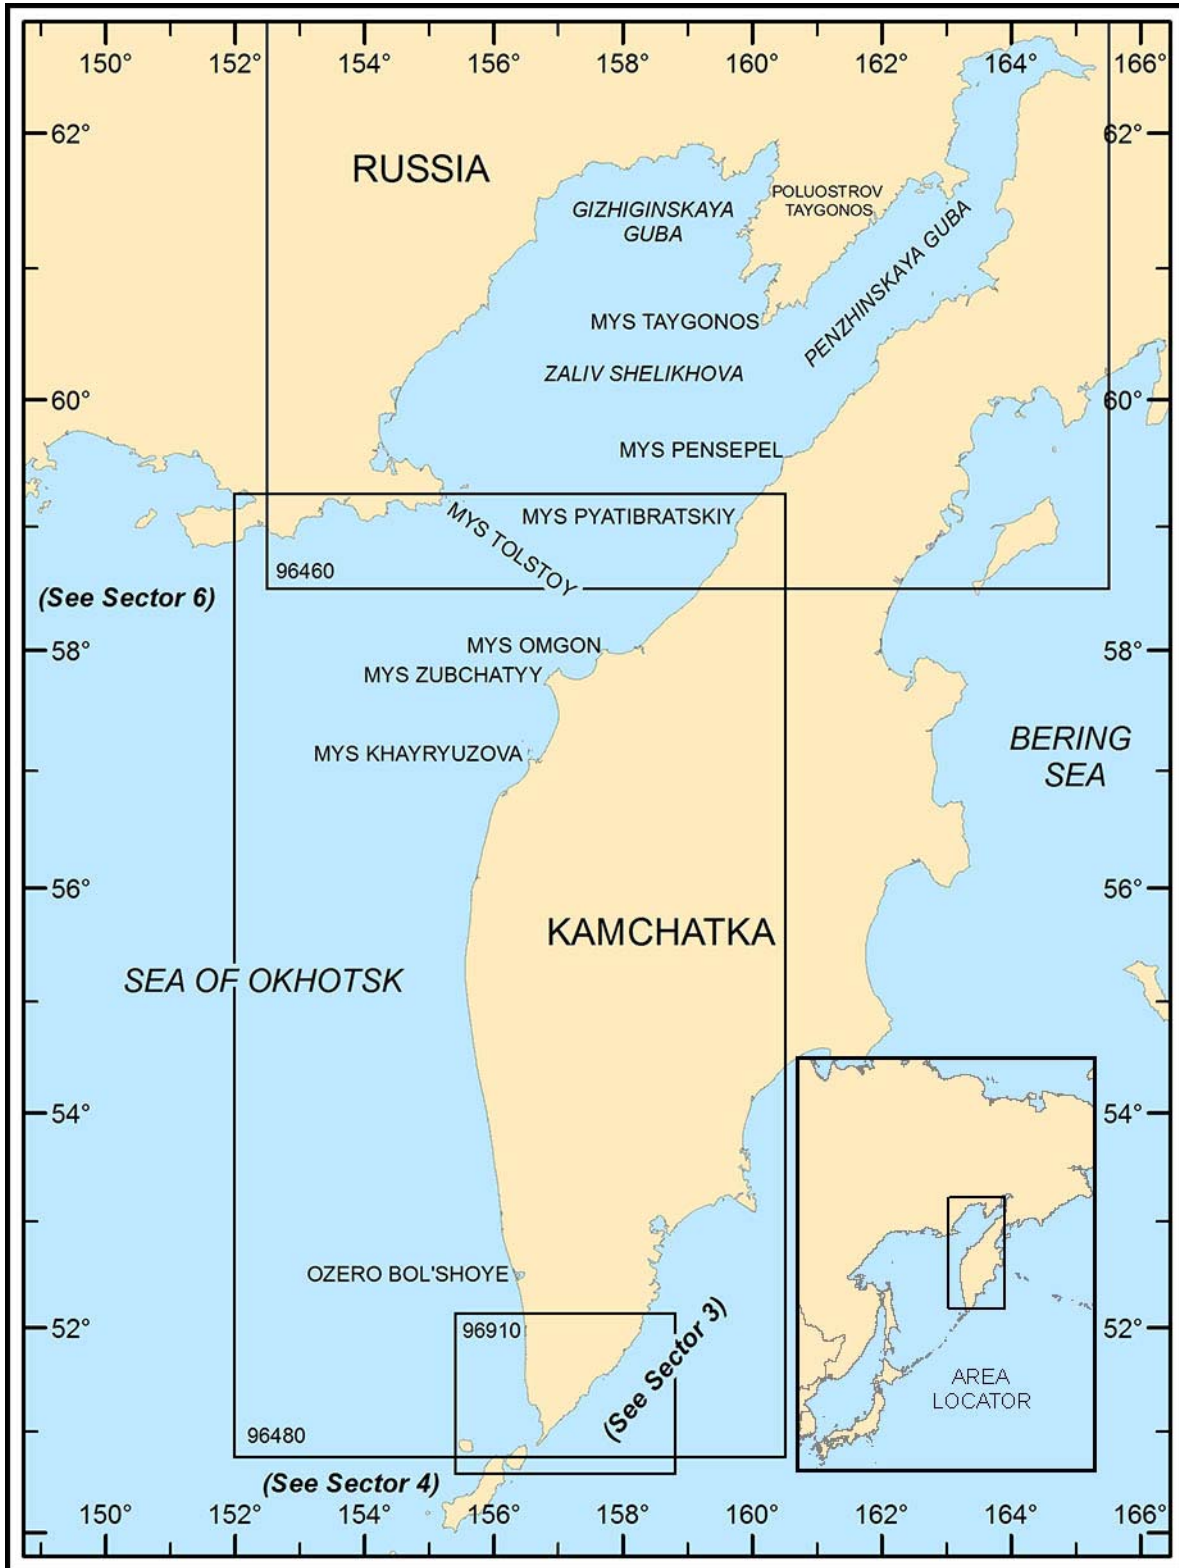 150° 152° 154° 156° 158° 160° 162° 164° 166°
62° 62°
RUSSIA
POLUOSTROV
TAYGONOS
GIZHIGINSKAYA
GUBA
PENZHINSKAYA GUBA
MYS TAYGONOS
ZALIV SHELIKHOVA
60° 60°
MYS PENSEPEL
MYS PYATIBRATSKIY
MYS TOLSTOY
96460
(See Sector 6)
58° 58°
MYS OMGON
MYS ZUBCHATYY
MYS KHAYRYUZOVA
BERING
SEA
56° 56°
KAMCHATKA
SEA OF OKHOTSK
54° 54°
OZERO BOL'SHOYE
52° 52°
96910
(See Sector 3)
AREA
LOCATOR
96480
(See Sector 4)
150° 152° 154° 156° 158° 160° 162° 164° 166°